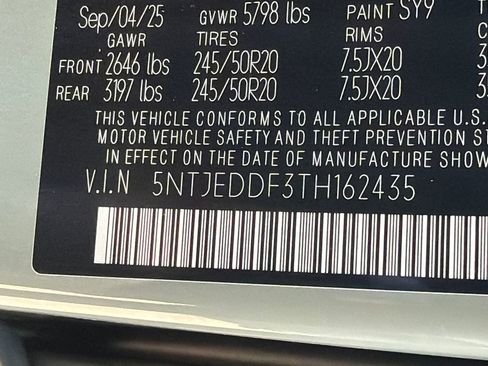 Sep/04/25 GVWR 5798 lbs PAINT SY9
GAWR TIRES RIMS
FRONT 2646 lbs 245/50R20 7.5JX20
REAR 3197 lbs 245/50R20 7.5JX20
THIS VEHICLE CONFORMS TO ALL APPLICABLE U.S.
MOTOR VEHICLE SAFETY AND THEFT PREVENTION
IN EFFECT ON THE DATE OF MANUFACTURE SHOW
V.I.N 5NTJEDDF3TH162435